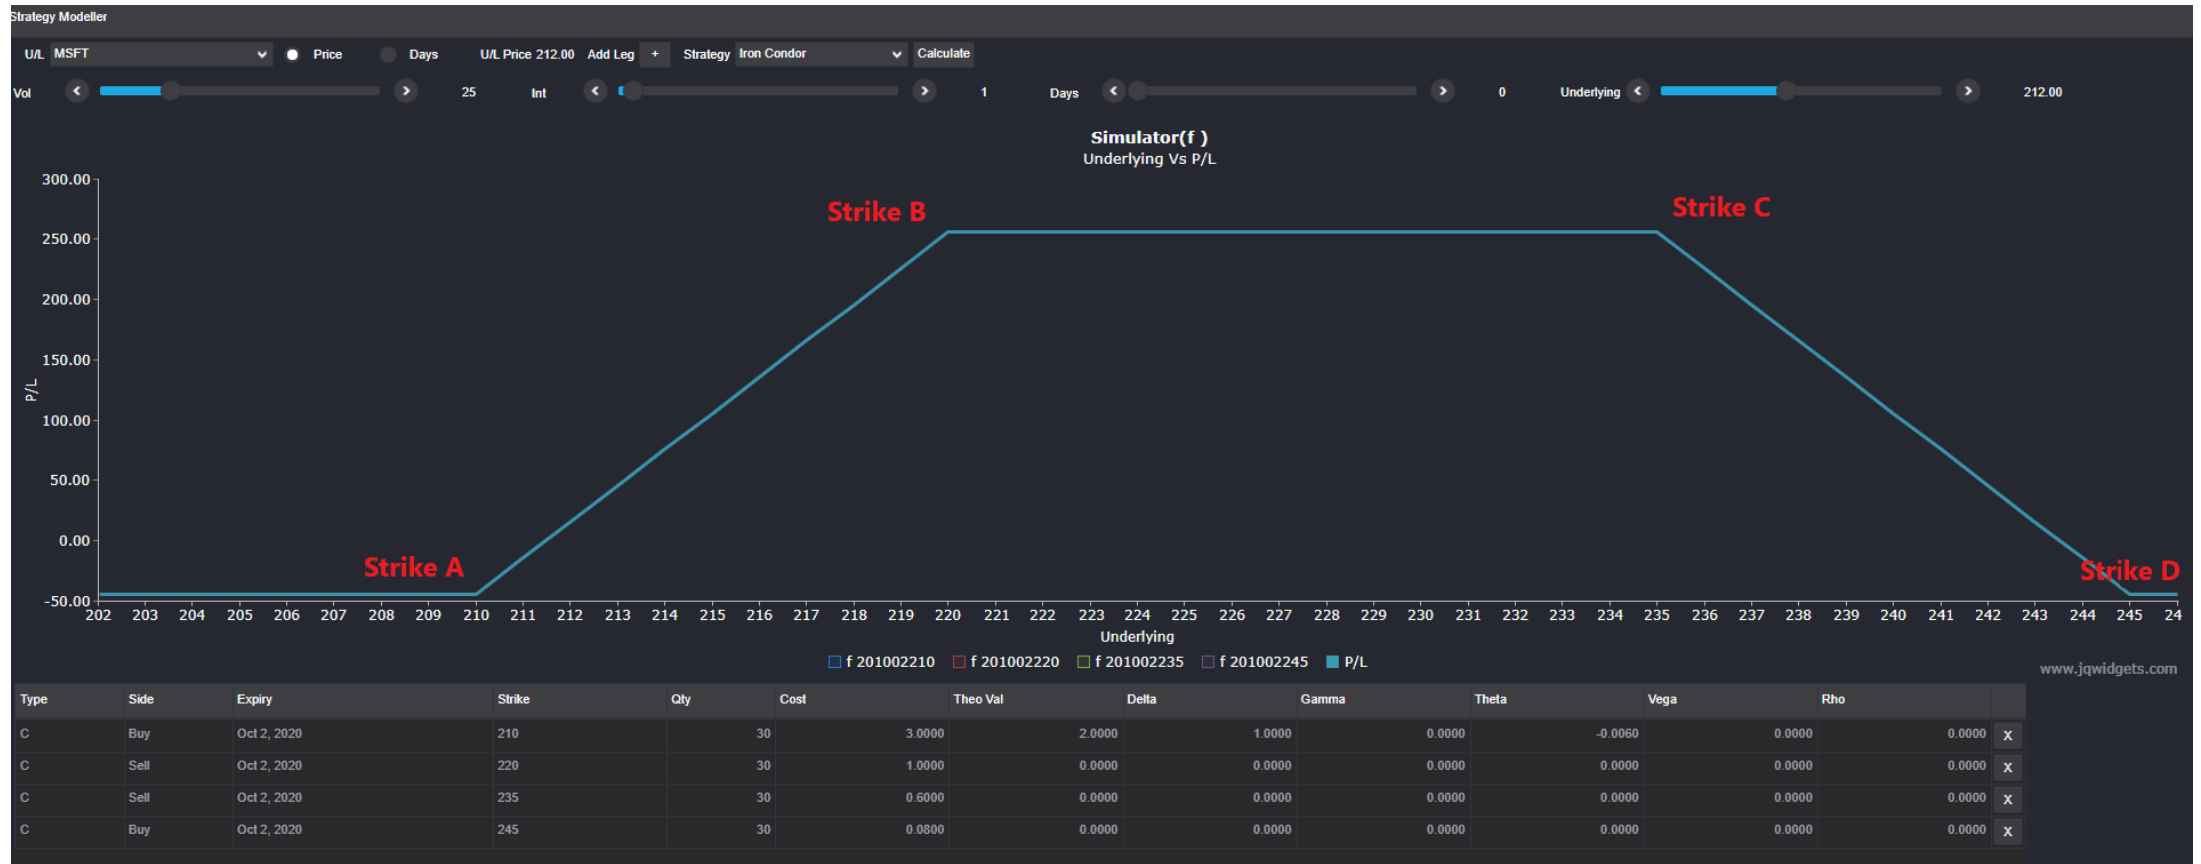 Strategy Modeller
U/L MSFT Price Days U/L Price 212.00 Add Leg + Strategy Iron Condor Calculate
Vol 25 Int 1 Days 0 Underlying 212.00
Simulator(f )
Underlying Vs P/L
300.00
250.00
200.00
150.00
100.00
50.00
0.00
-50.00
P/L
Strike A
Strike B
Strike C
Strike D
202 203 204 205 206 207 208 209 210 211 212 213 214 215 216 217 218 219 220 221 222 223 224 225 226 227 228 229 230 231 232 233 234 235 236 237 238 239 240 241 242 243 244 245 24
Underlying
f 201002210 f 201002220 f 201002235 f 201002245 P/L
www.jqwidgets.com
Type Side Expiry Strike Qty Cost Theo Val Delta Gamma Theta Vega Rho
C Buy Oct 2, 2020 210 30 3.0000 2.0000 1.0000 0.0000 -0.0060 0.0000 0.0000 X
C Sell Oct 2, 2020 220 30 1.0000 0.0000 0.0000 0.0000 0.0000 0.0000 0.0000 X
C Sell Oct 2, 2020 235 30 0.6000 0.0000 0.0000 0.0000 0.0000 0.0000 0.0000 X
C Buy Oct 2, 2020 245 30 0.0800 0.0000 0.0000 0.0000 0.0000 0.0000 0.0000 X